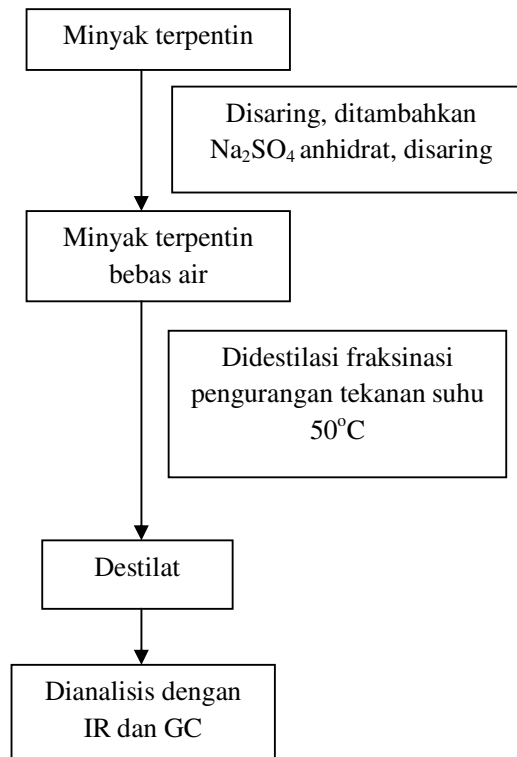 Minyak terpentin
Disaring, ditambahkan
Na₂SO₄ anhidrat, disaring
Minyak terpentin
bebas air
Didestilasi fraksinasi
pengurangan tekanan suhu
50°C
Destilat
Dianalisis dengan
IR dan GC